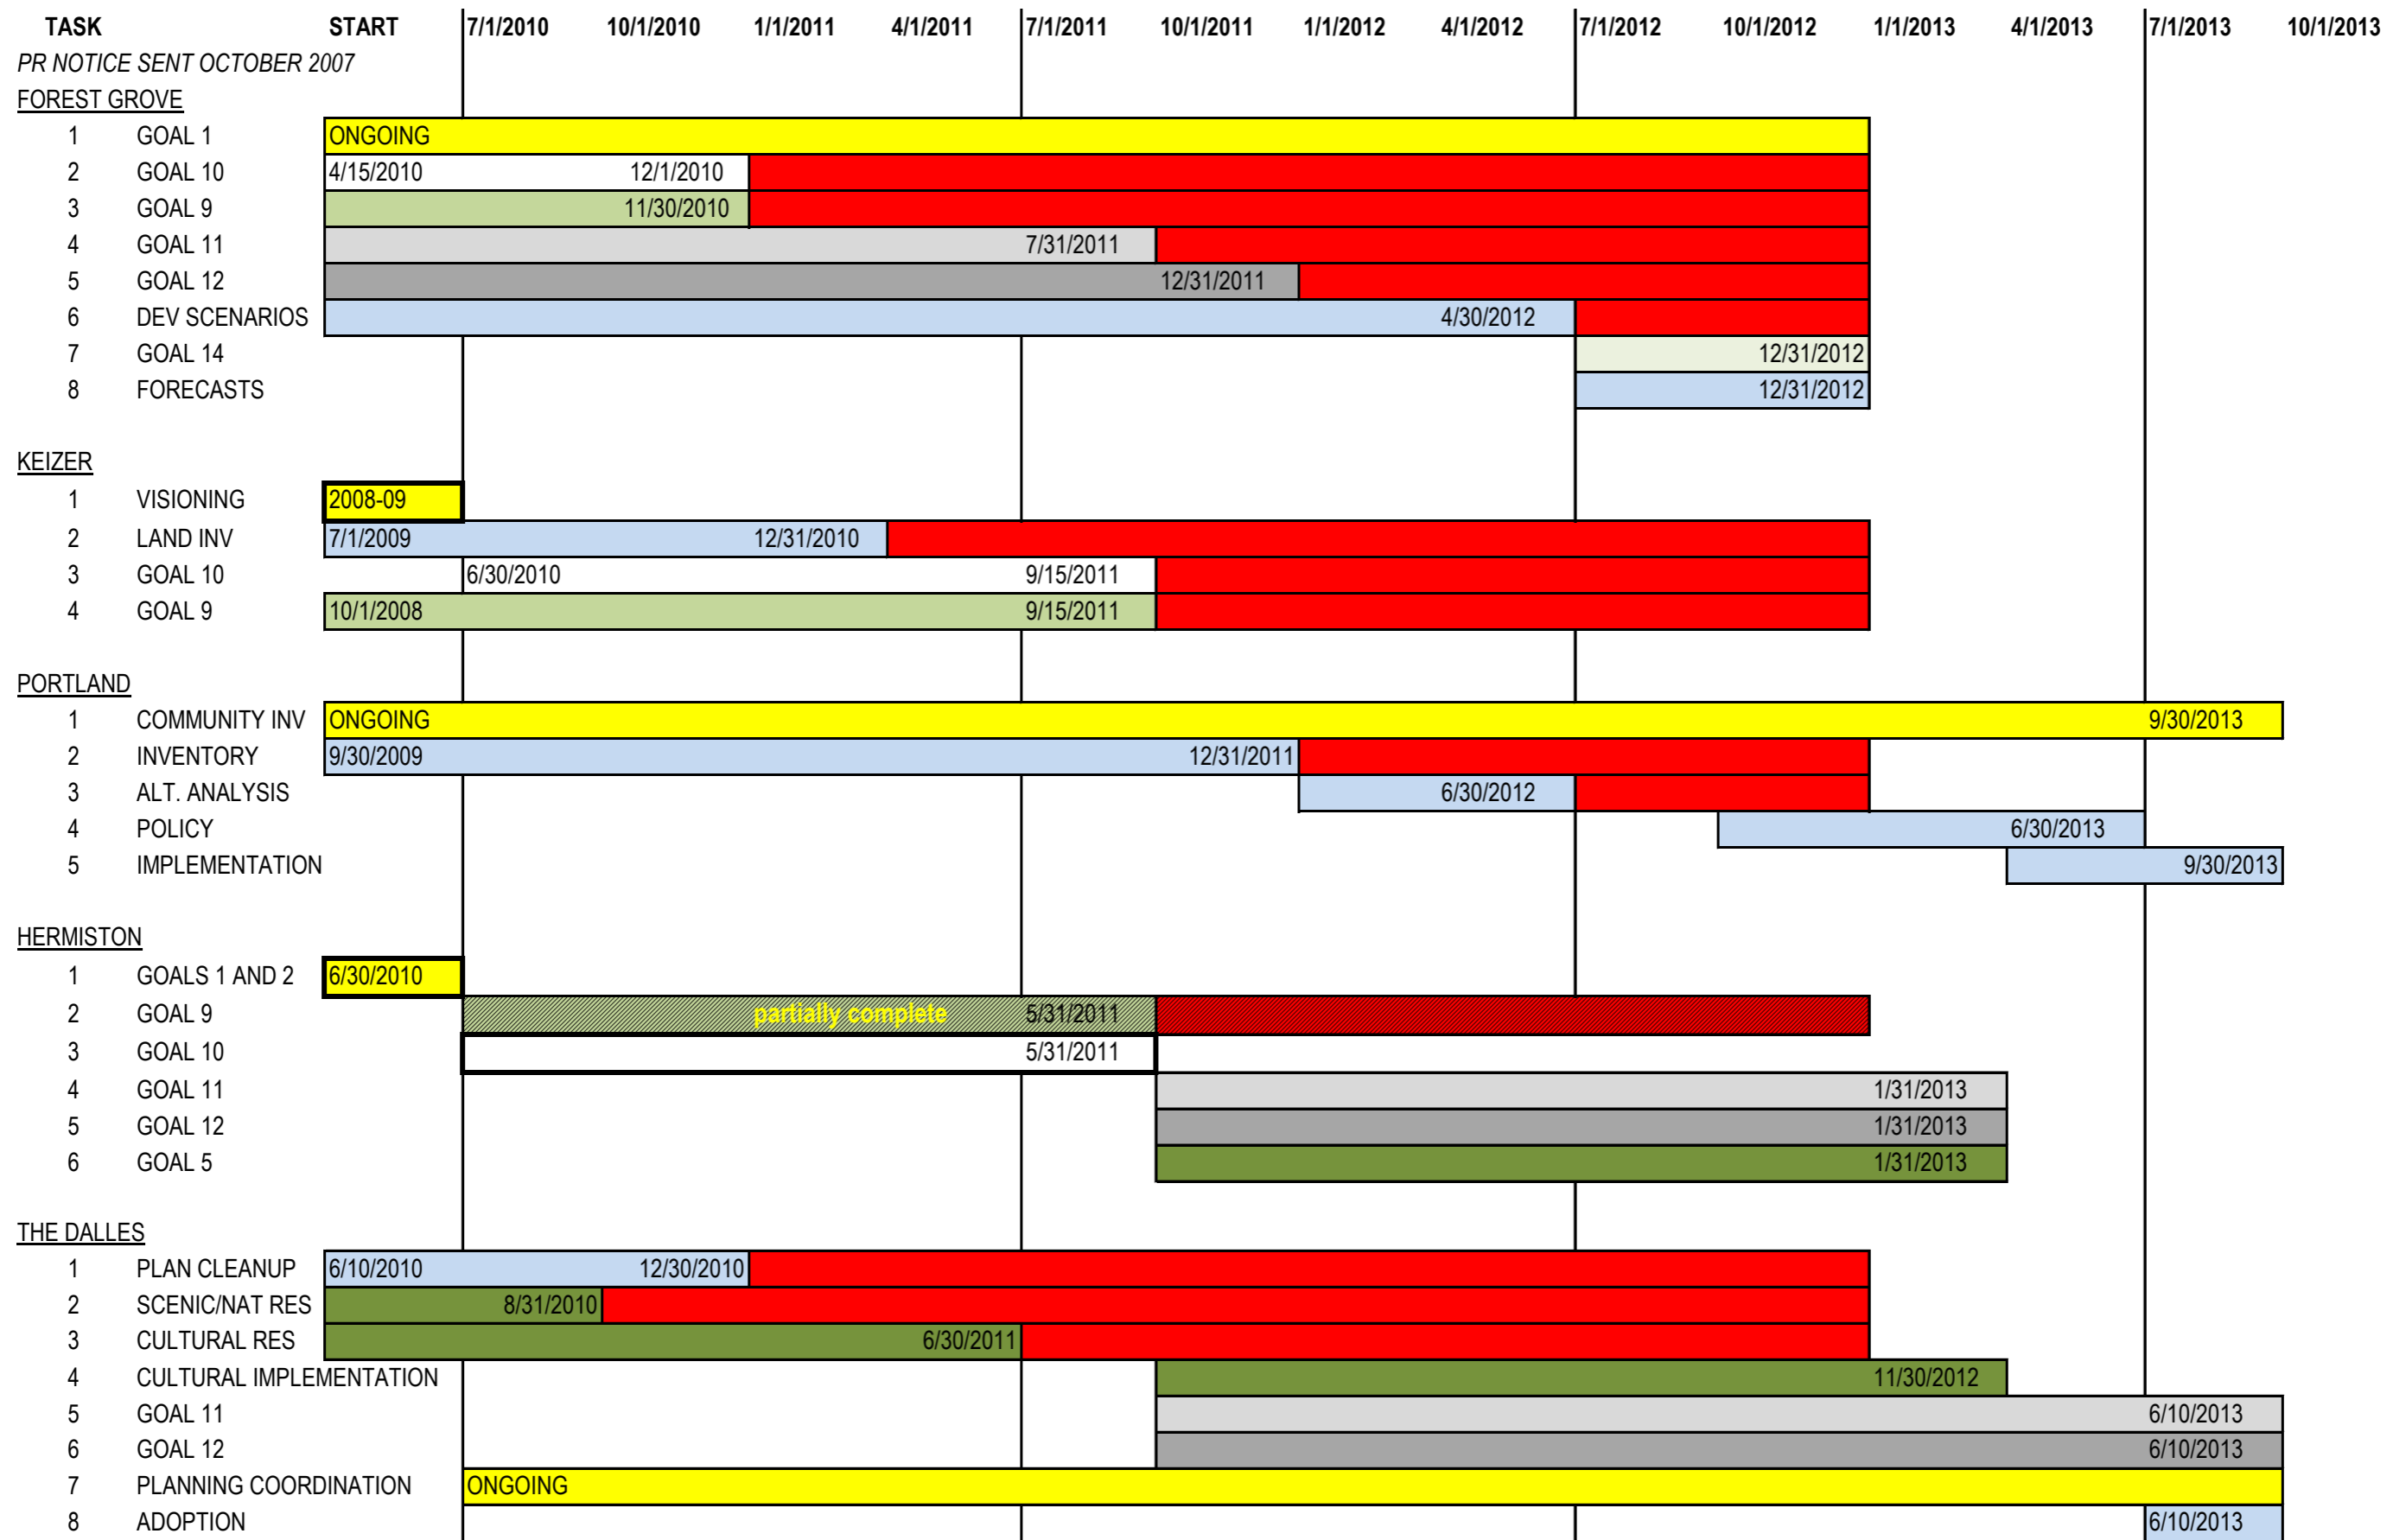 TASK START 7/1/2010 10/1/2010 1/1/2011 4/1/2011 7/1/2011 10/1/2011 1/1/2012 4/1/2012 7/1/2012 10/1/2012 1/1/2013 4/1/2013 7/1/2013 10/1/2013
PR NOTICE SENT OCTOBER 2007
FOREST GROVE
1 GOAL 1 ONGOING
2 GOAL 10 4/15/2010 12/1/2010
3 GOAL 9 11/30/2010
4 GOAL 11 7/31/2011
5 GOAL 12 12/31/2011
6 DEV SCENARIOS 4/30/2012
7 GOAL 14 12/31/2012
8 FORECASTS 12/31/2012
KEIZER
1 VISIONING 2008-09
2 LAND INV 7/1/2009 12/31/2010
3 GOAL 10 6/30/2010 9/15/2011
4 GOAL 9 10/1/2008 9/15/2011
PORTLAND
1 COMMUNITY INV ONGOING 9/30/2013
2 INVENTORY 9/30/2009 12/31/2011
3 ALT. ANALYSIS 6/30/2012
4 POLICY 6/30/2013
5 IMPLEMENTATION 9/30/2013
HERMISTON
1 GOALS 1 AND 2 6/30/2010
2 GOAL 9 partially complete 5/31/2011
3 GOAL 10 5/31/2011
4 GOAL 11 1/31/2013
5 GOAL 12 1/31/2013
6 GOAL 5 1/31/2013
THE DALLES
1 PLAN CLEANUP 6/10/2010 12/30/2010
2 SCENIC/NAT RES 8/31/2010
3 CULTURAL RES 6/30/2011
4 CULTURAL IMPLEMENTATION 11/30/2012
5 GOAL 11 6/10/2013
6 GOAL 12 6/10/2013
7 PLANNING COORDINATION ONGOING
8 ADOPTION 6/10/2013